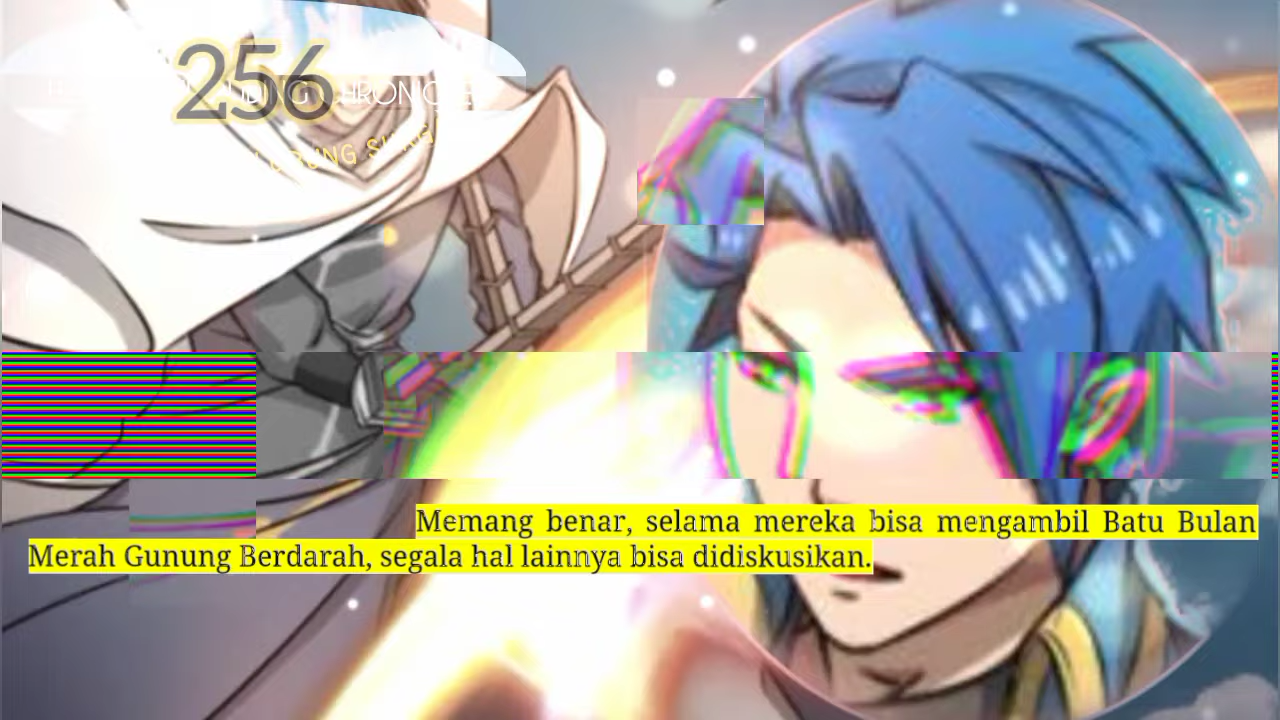 256
Memang benar, selama mereka bisa mengambil Batu Bulan
Merah Gunung Berdarah, segala hal lainnya bisa didiskusikan.